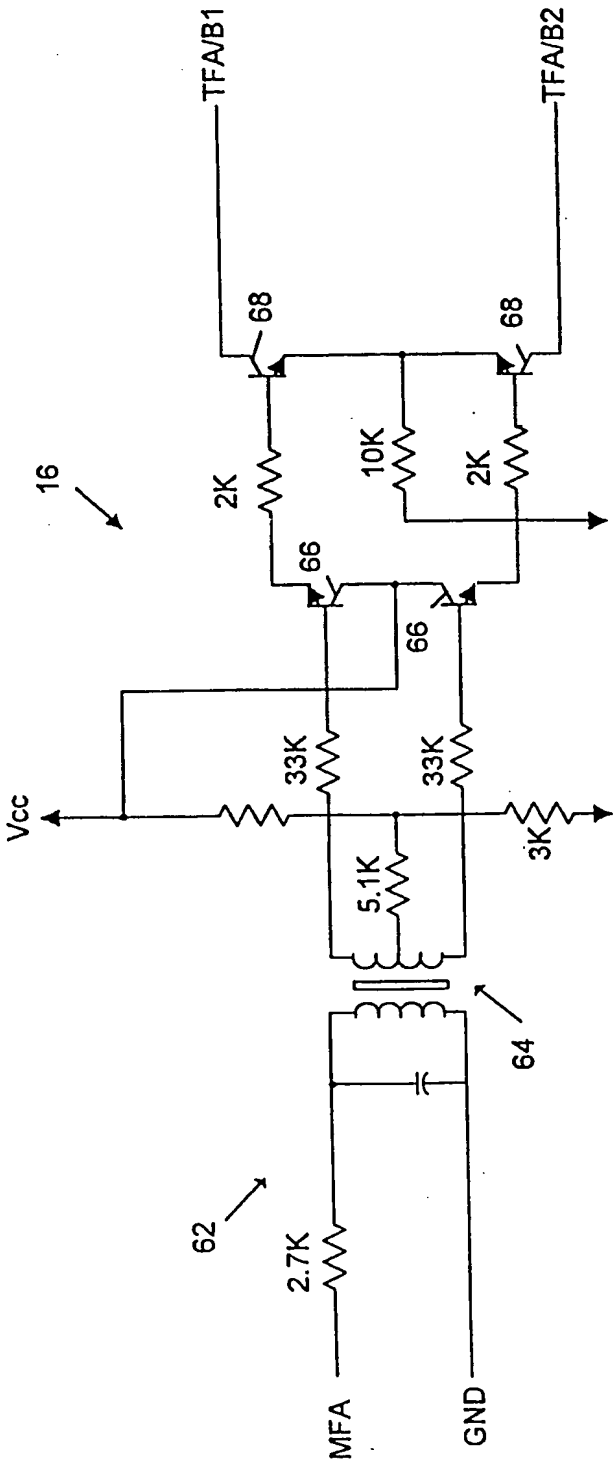 16
Vcc
TFA/B1
68
2K
66
33K
10K
5.1K
66
68
33K
2K
3K
TFA/B2
62
2.7K
MFA
64
GND